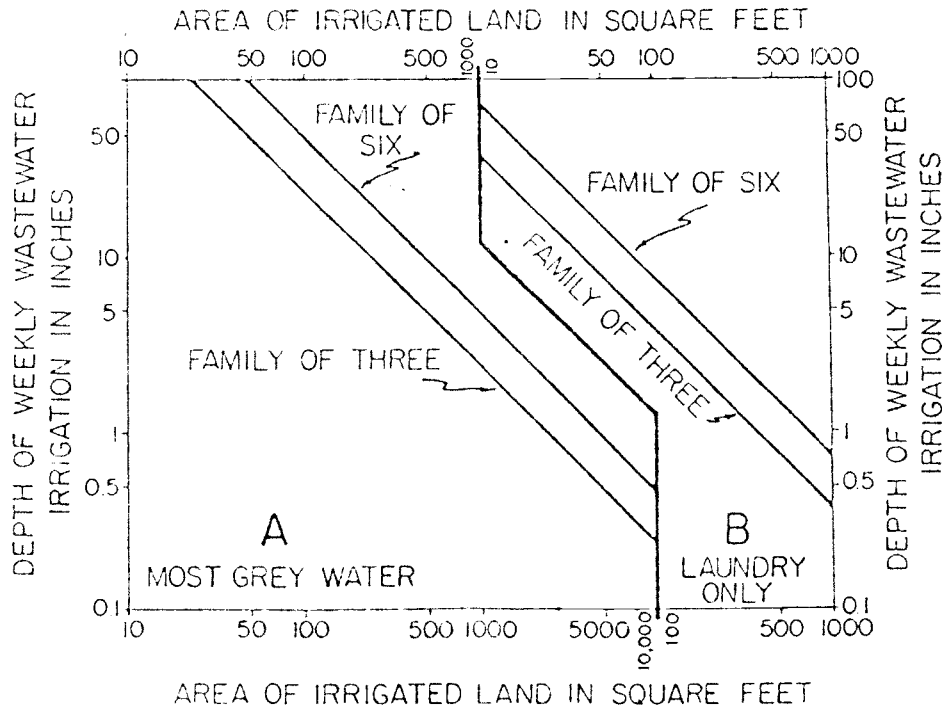 AREA OF IRRIGATED LAND IN SQUARE FEET
10 50 100 500 1000 10 50 100 500 1000
DEPTH OF WEEKLY WASTEWATER
IRRIGATION IN INCHES
50
10
5
1
0.5
0.1
FAMILY OF
SIX
FAMILY OF THREE
A
MOST GREY WATER
FAMILY OF SIX
FAMILY OF THREE
B
LAUNDRY
ONLY
100
50
10
5
1
0.5
0.1
DEPTH OF WEEKLY WASTEWATER
IRRIGATION IN INCHES
10 50 100 500 1000 5000 10,000 100 500 1000
AREA OF IRRIGATED LAND IN SQUARE FEET